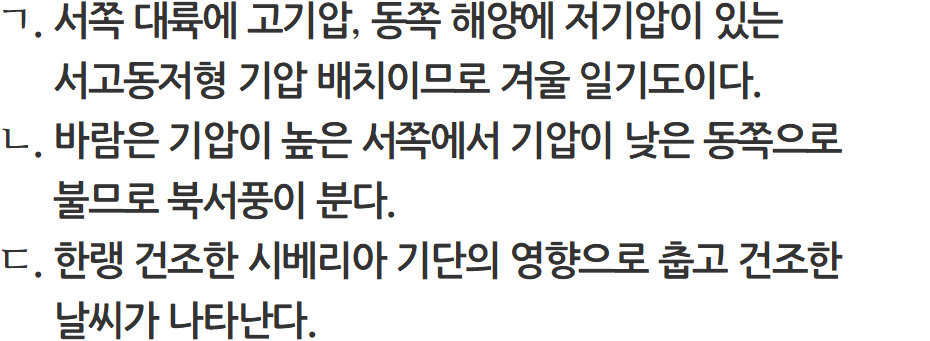 ㄱ. 서쪽 대륙에 고기압, 동쪽 해양에 저기압이 있는
서고동저형 기압 배치이므로 겨울 일기도이다.
ㄴ. 바람은 기압이 높은 서쪽에서 기압이 낮은 동쪽으로
불므로 북서풍이 분다.
ㄷ. 한랭 건조한 시베리아 기단의 영향으로 춥고 건조한
날씨가 나타난다.